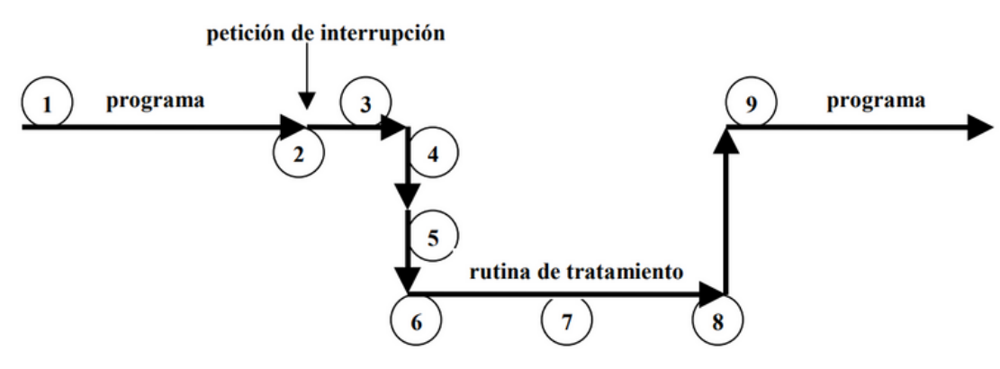 petición de interrupción
1 programa 3 9 programa
2 4
5
rutina de tratamiento
6 7 8